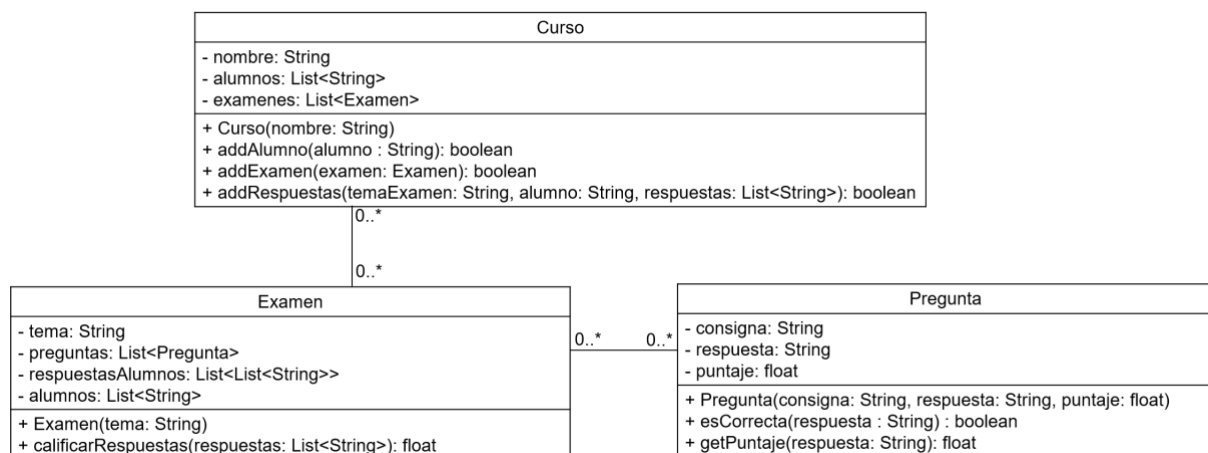 Curso
- nombre: String
- alumnos: List<String>
- examenes: List<Examen>
+ Curso(nombre: String)
+ addAlumno(alumno : String): boolean
+ addExamen(examen: Examen): boolean
+ addRespuestas(temaExamen: String, alumno: String, respuestas: List<String>): boolean
0..*
0..*
Examen
- tema: String
- preguntas: List<Pregunta>
- respuestasAlumnos: List<List<String>>
- alumnos: List<String>
+ Examen(tema: String)
+ calificarRespuestas(respuestas: List<String>): float
0..*
0..*
Pregunta
- consigna: String
- respuesta: String
- puntaje: float
+ Pregunta(consigna: String, respuesta: String, puntaje: float)
+ esCorrecta(respuesta : String) : boolean
+ getPuntaje(respuesta: String): float